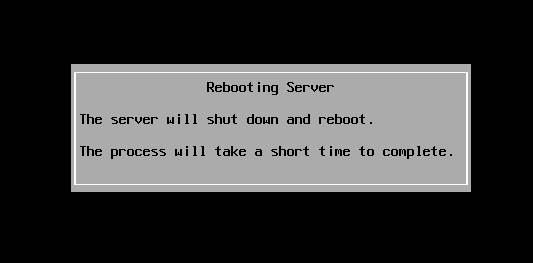 Rebooting Server
The server will shut down and reboot.
The process will take a short time to complete.